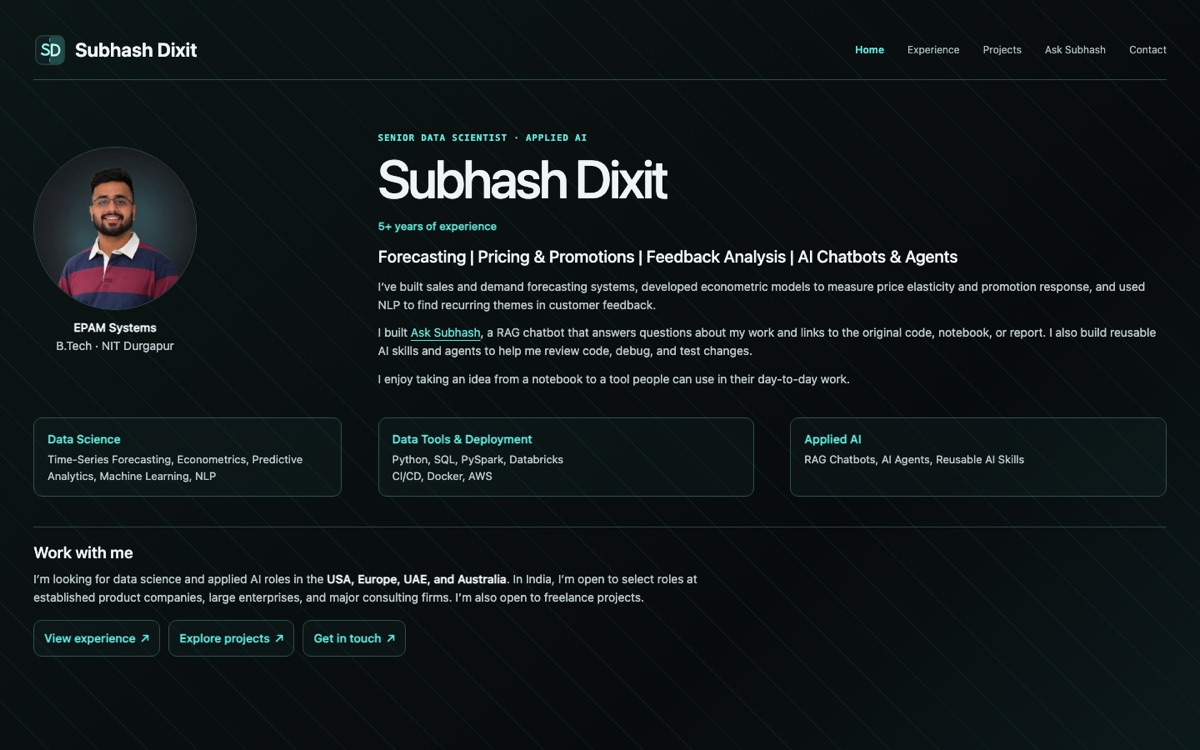 SD Subhash Dixit
Home Experience Projects Ask Subhash Contact
SENIOR DATA SCIENTIST · APPLIED AI
Subhash Dixit
5+ years of experience
Forecasting | Pricing & Promotions | Feedback Analysis | AI Chatbots & Agents
I’ve built sales and demand forecasting systems, developed econometric models to measure price elasticity and promotion response, and used
NLP to find recurring themes in customer feedback.
I built Ask Subhash, a RAG chatbot that answers questions about my work and links to the original code, notebook, or report. I also build reusable
AI skills and agents to help me review code, debug, and test changes.
I enjoy taking an idea from a notebook to a tool people can use in their day-to-day work.
EPAM Systems
B.Tech · NIT Durgapur
Data Science
Time-Series Forecasting, Econometrics, Predictive
Analytics, Machine Learning, NLP
Data Tools & Deployment
Python, SQL, PySpark, Databricks
CI/CD, Docker, AWS
Applied AI
RAG Chatbots, AI Agents, Reusable AI Skills
Work with me
I’m looking for data science and applied AI roles in the USA, Europe, UAE, and Australia. In India, I’m open to select roles at
established product companies, large enterprises, and major consulting firms. I’m also open to freelance projects.
View experience ↗ Explore projects ↗ Get in touch ↗